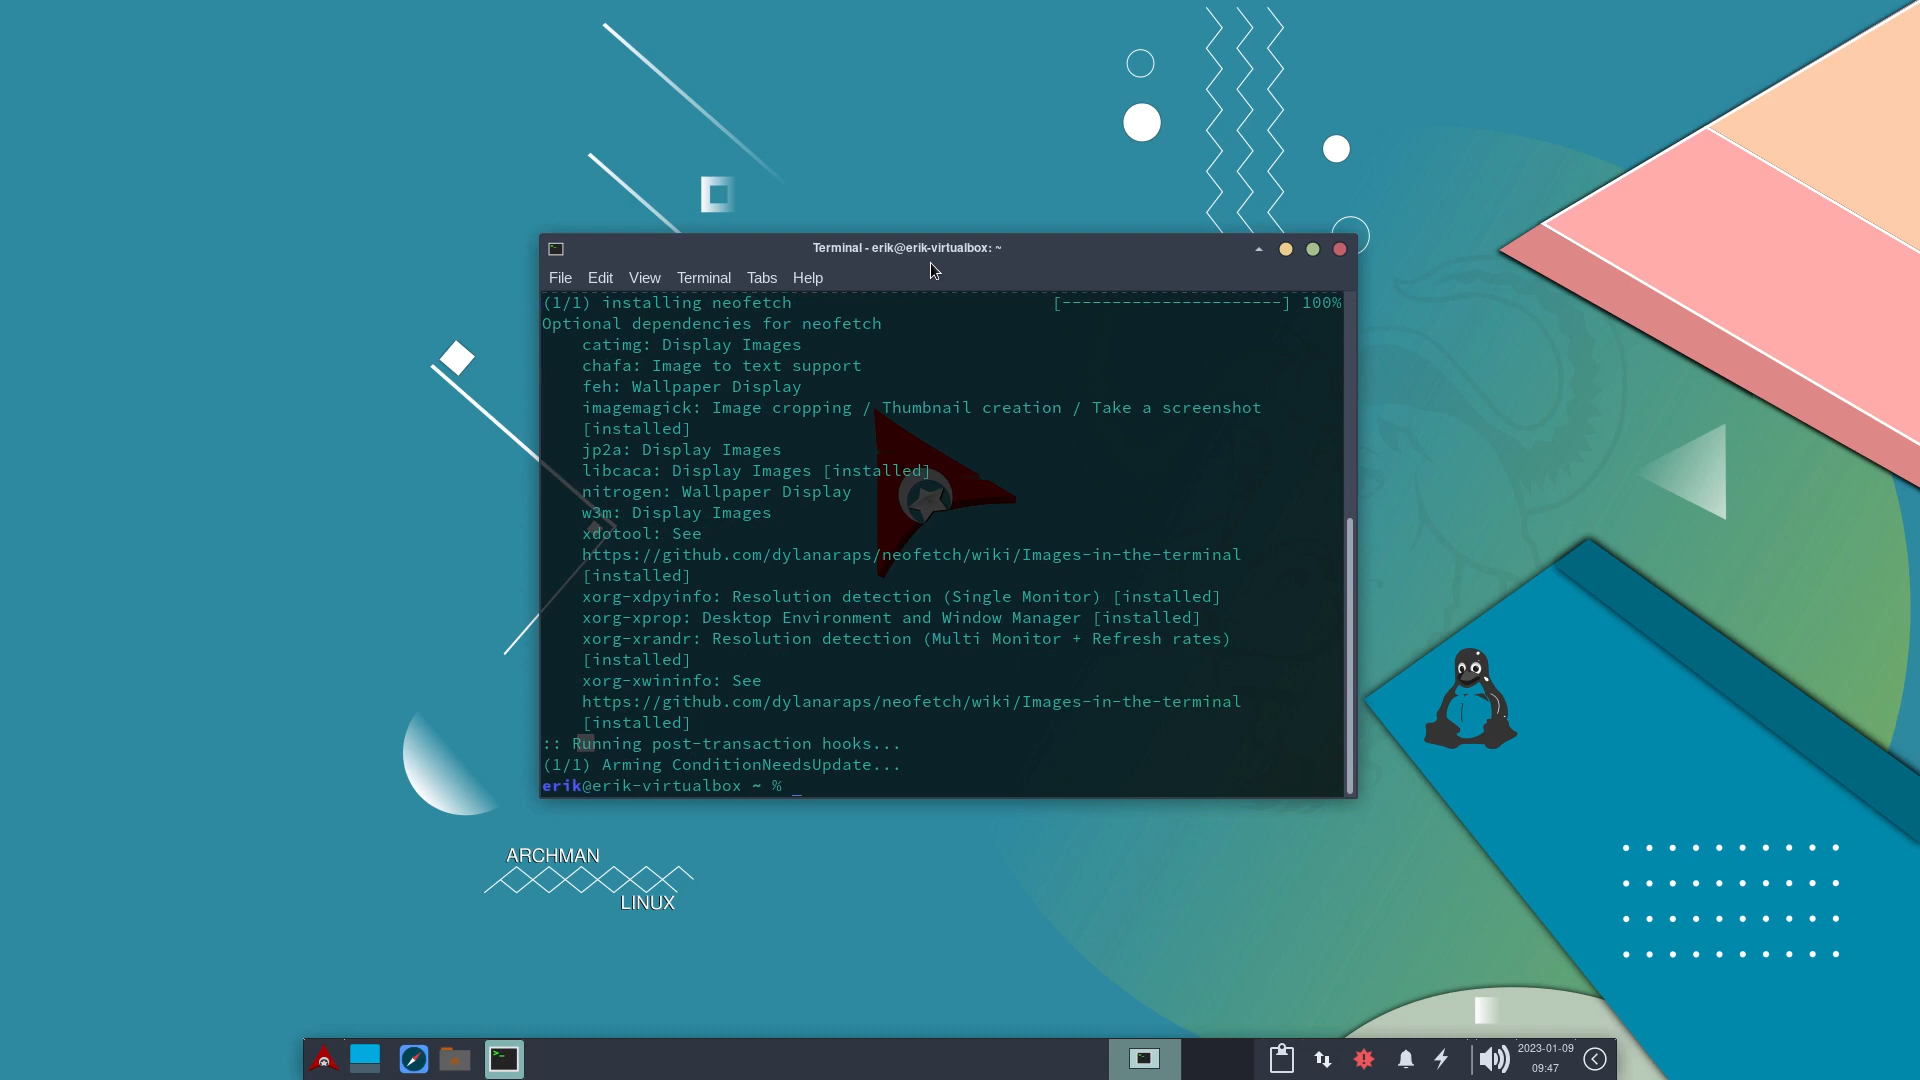 Terminal - erik@erik-virtualbox: ~
File Edit View Terminal Tabs Help
(1/1) installing neofetch [----------------------] 100%
Optional dependencies for neofetch
catimg: Display Images
chafa: Image to text support
feh: Wallpaper Display
imagemagick: Image cropping / Thumbnail creation / Take a screenshot
[installed]
jp2a: Display Images
libcaca: Display Images [installed]
nitrogen: Wallpaper Display
w3m: Display Images
xdotool: See
https://github.com/dylanaraps/neofetch/wiki/Images-in-the-terminal
[installed]
xorg-xdpyinfo: Resolution detection (Single Monitor) [installed]
xorg-xprop: Desktop Environment and Window Manager [installed]
xorg-xrandr: Resolution detection (Multi Monitor + Refresh rates)
[installed]
xorg-xwininfo: See
https://github.com/dylanaraps/neofetch/wiki/Images-in-the-terminal
[installed]
:: Running post-transaction hooks...
(1/1) Arming ConditionNeedsUpdate...
erik@erik-virtualbox ~ % _
ARCHMAN
LINUX
2023-01-09
09:47